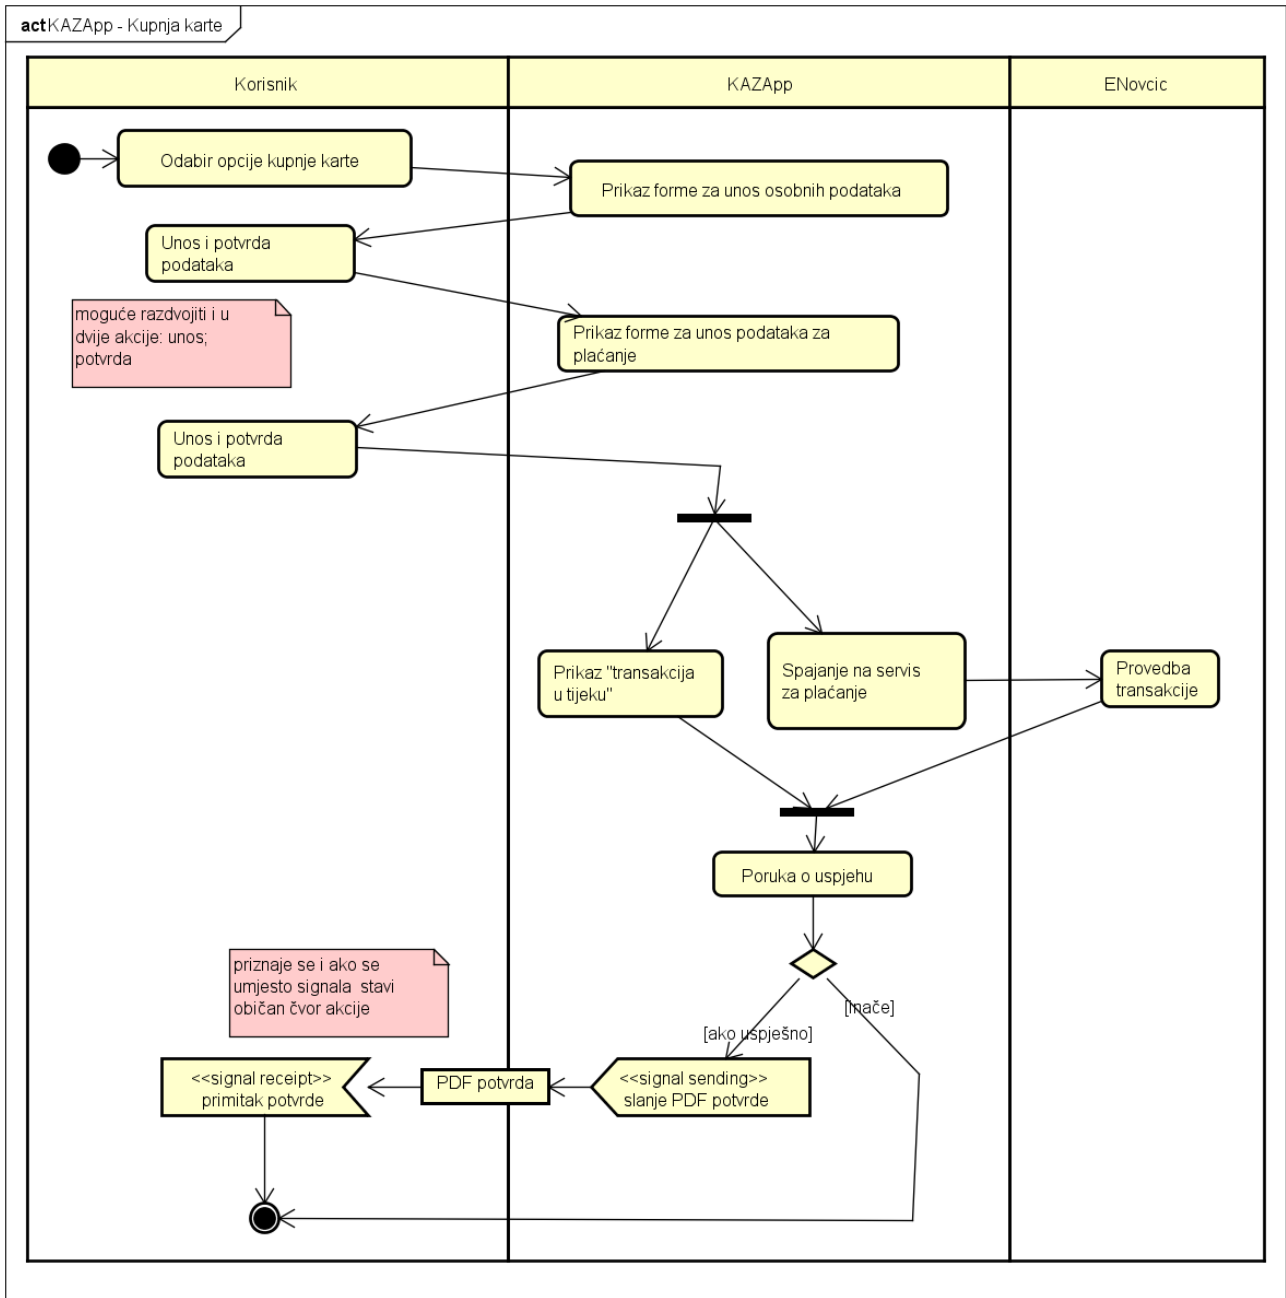 act KAZApp - Kupnja karte
Korisnik
KAZApp
ENovcic
Odabir opcije kupnje karte
Prikaz forme za unos osobnih podataka
Unos i potvrda
podataka
moguće razdvojiti i u
dvije akcije: unos;
potvrda
Prikaz forme za unos podataka za
plaćanje
Unos i potvrda
podataka
Prikaz "transakcija
u tijeku"
Spajanje na servis
za plaćanje
Provedba
transakcije
Poruka o uspjehu
priznaje se i ako se
umjesto signala stavi
običan čvor akcije
[inače]
[ako uspješno]
<<signal receipt>>
primitak potvrde
PDF potvrda
<<signal sending>>
slanje PDF potvrde